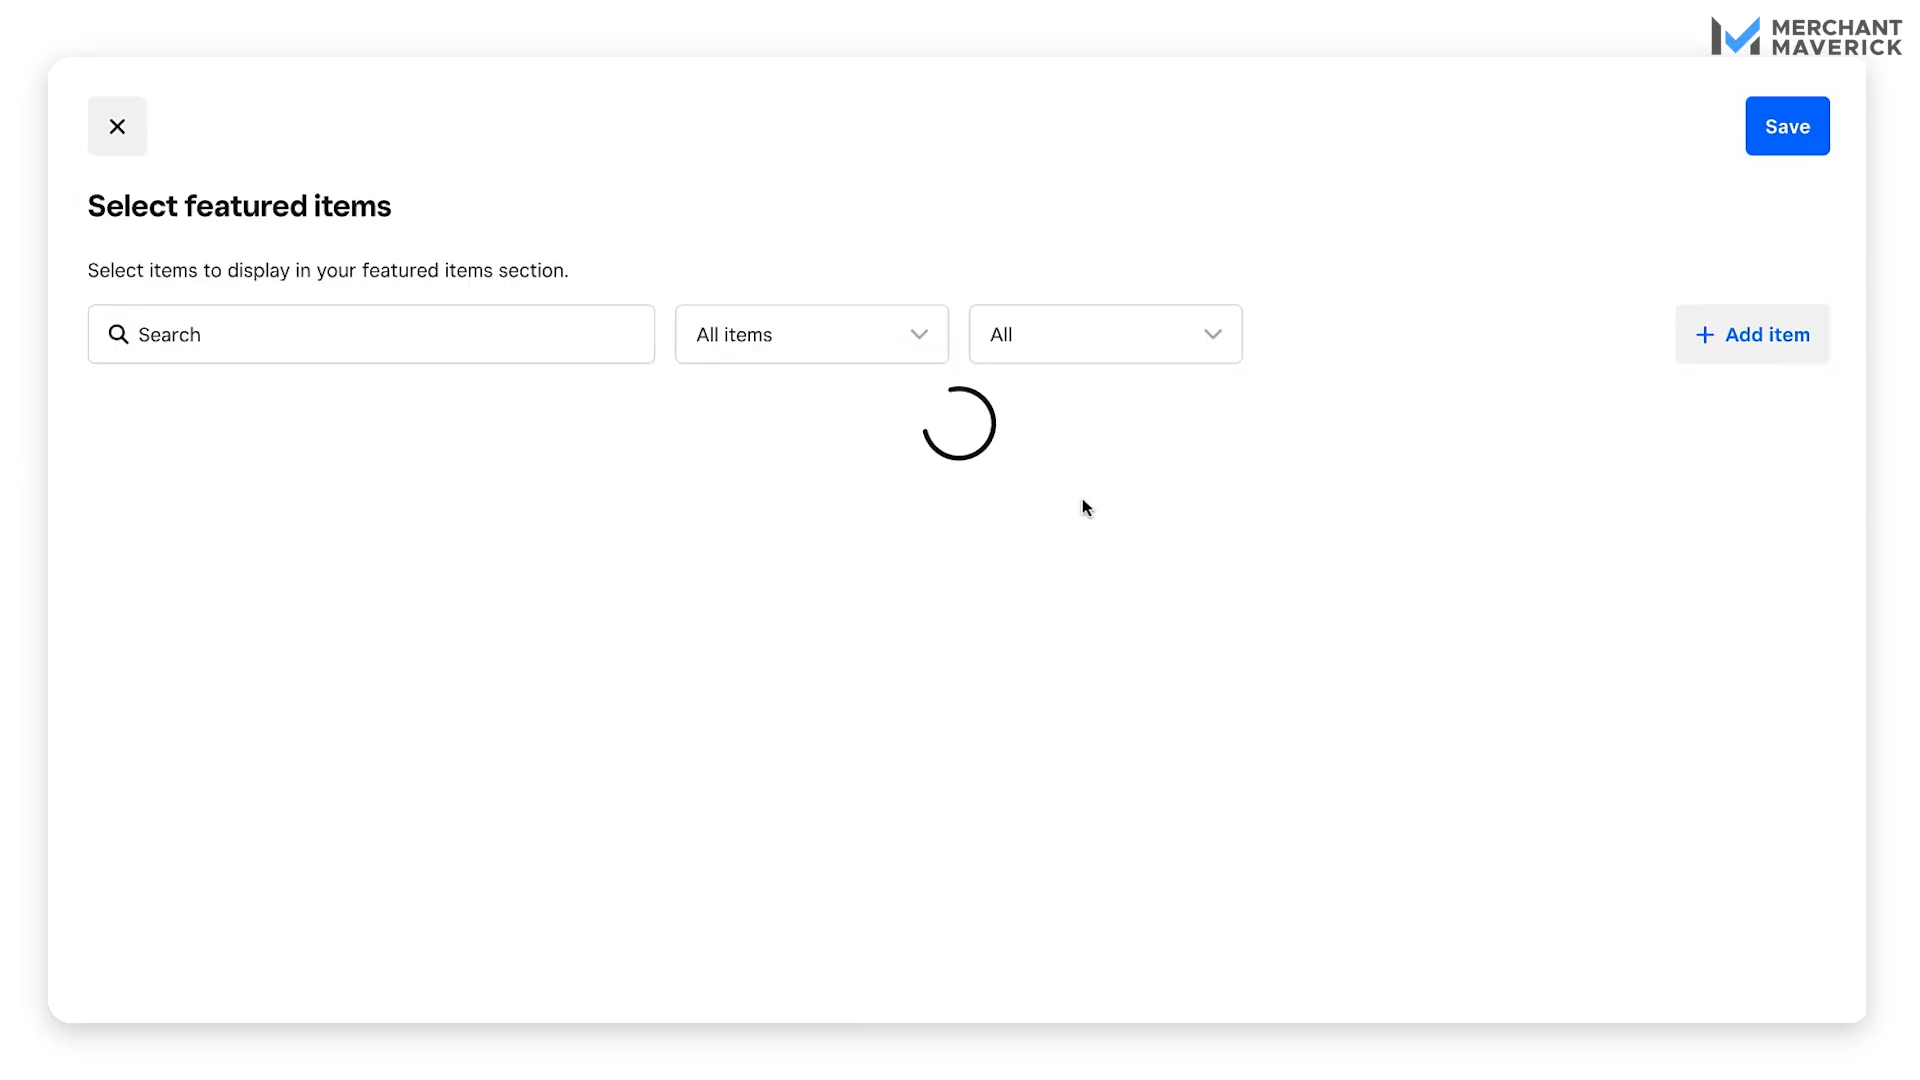 MERCHANT
MAVERICK
Save
Select featured items
Select items to display in your featured items section.
Search
All items
All
+ Add item